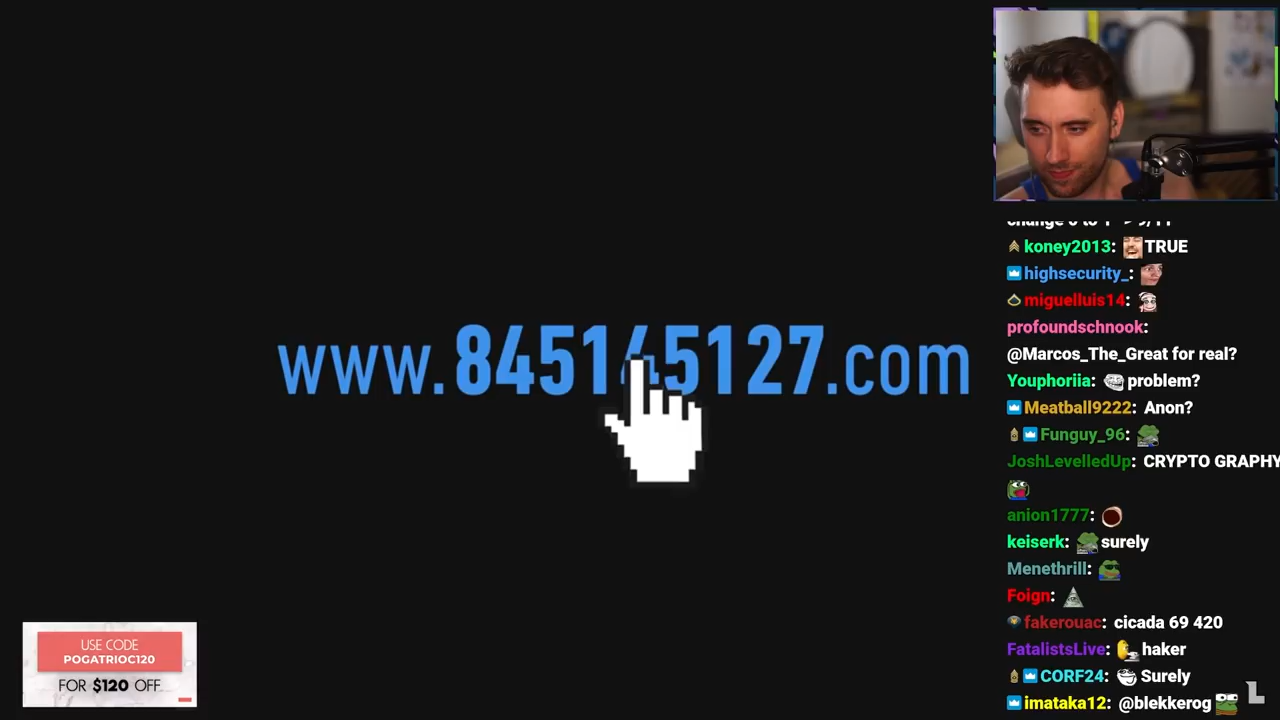 www.845145127.com
koney2013: TRUE
highsecurity_:
miguelluis14:
profoundschnook:
@Marcos_The_Great for real?
Youphoriia: problem?
Meatball9222: Anon?
Funguy_96:
JoshLevelledUp: CRYPTO GRAPHY
anion1777:
keiserk: surely
Menethrill:
Foign:
fakerouac: cicada 69 420
FatalistsLive: haker
CORF24: Surely
imataka12: @blekkerog
USE CODE
POGATRIOC120
FOR $120 OFF
L